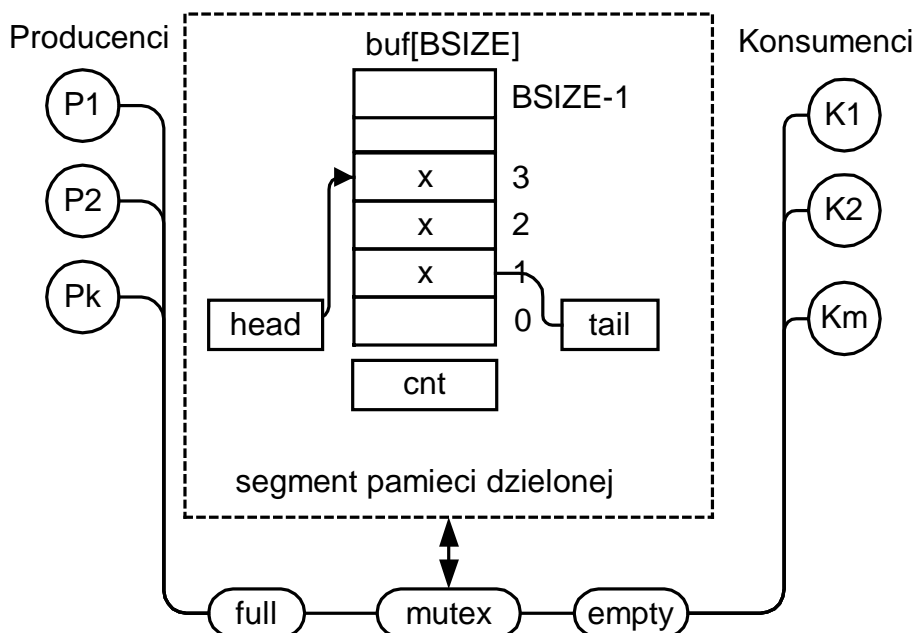 Producenci
buf[BSIZE]
Konsumenci
P1
BSIZE-1
K1
x 3
P2
x 2
K2
x 1
Pk
head
0
tail
Km
cnt
segment pamieci dzielonej
full
mutex
empty